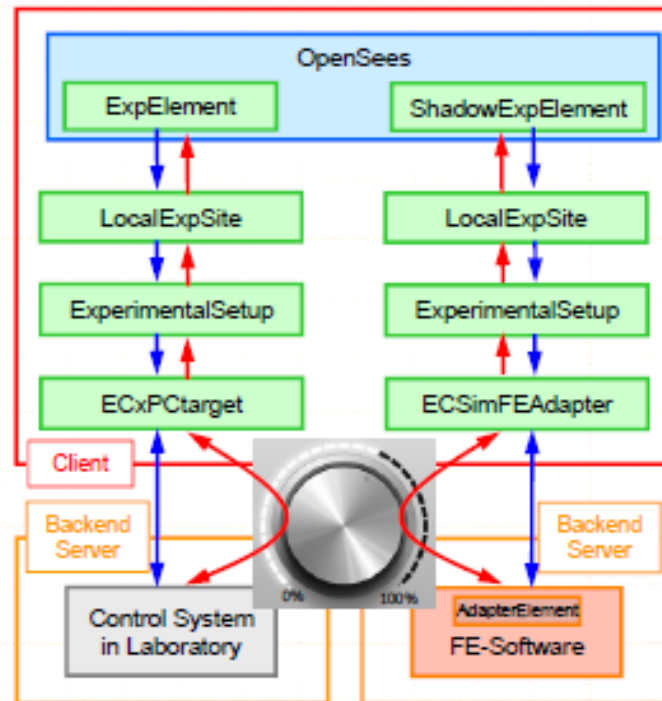 OpenSees
ExpElement
ShadowExpElement
LocalExpSite
LocalExpSite
ExperimentalSetup
ExperimentalSetup
ECxPCtarget
ECSimFEAdapter
Client
Backend
Server
Backend
Server
0%
100%
Control System
in Laboratory
AdapterElement
FE-Software